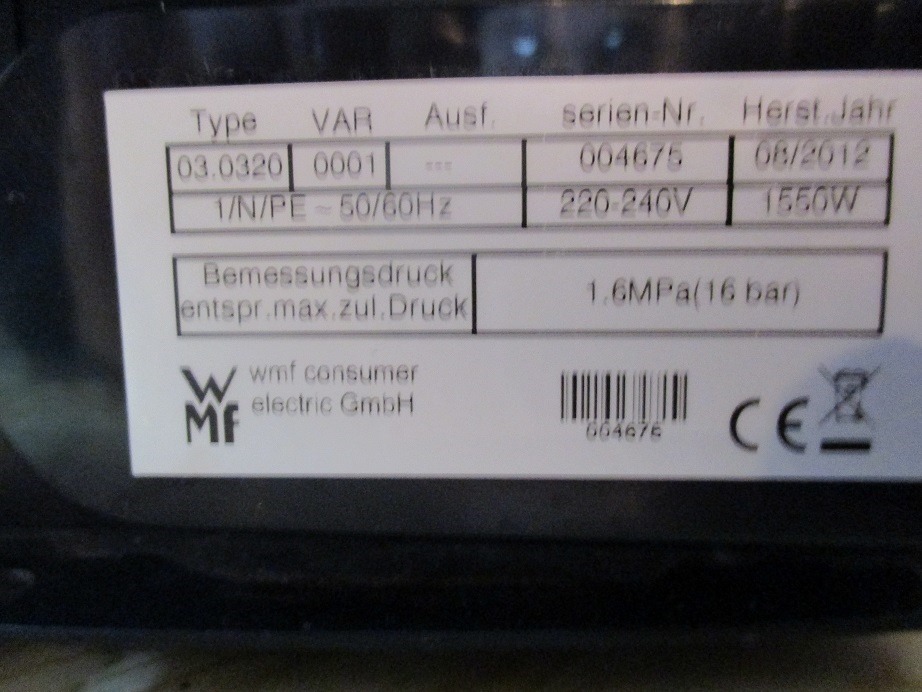 Type VAR Ausf. serien-Nr. Herst.Jahr
03.0320 0001 --- 004675 08/2012
1/N/PE ~ 50/60Hz 220-240V 1550W
Bemessungsdruck
entspr.max.zul.Druck
1.6MPa(16 bar)
WMF
wmf consumer
electric GmbH
004675
CE